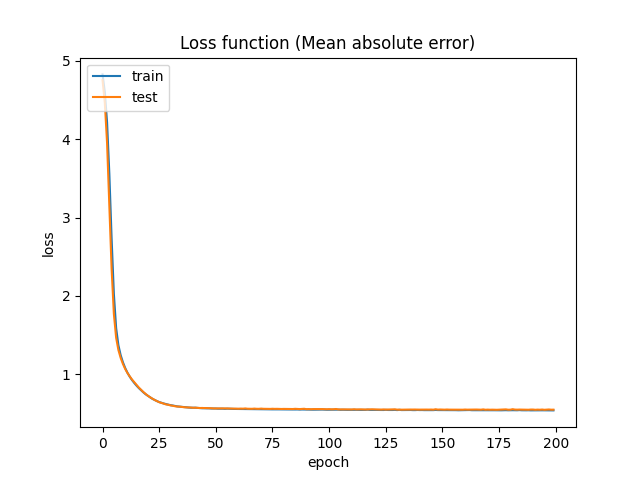 Loss function (Mean absolute error)
train
test
5
4
3
2
1
loss
0 25 50 75 100 125 150 175 200
epoch